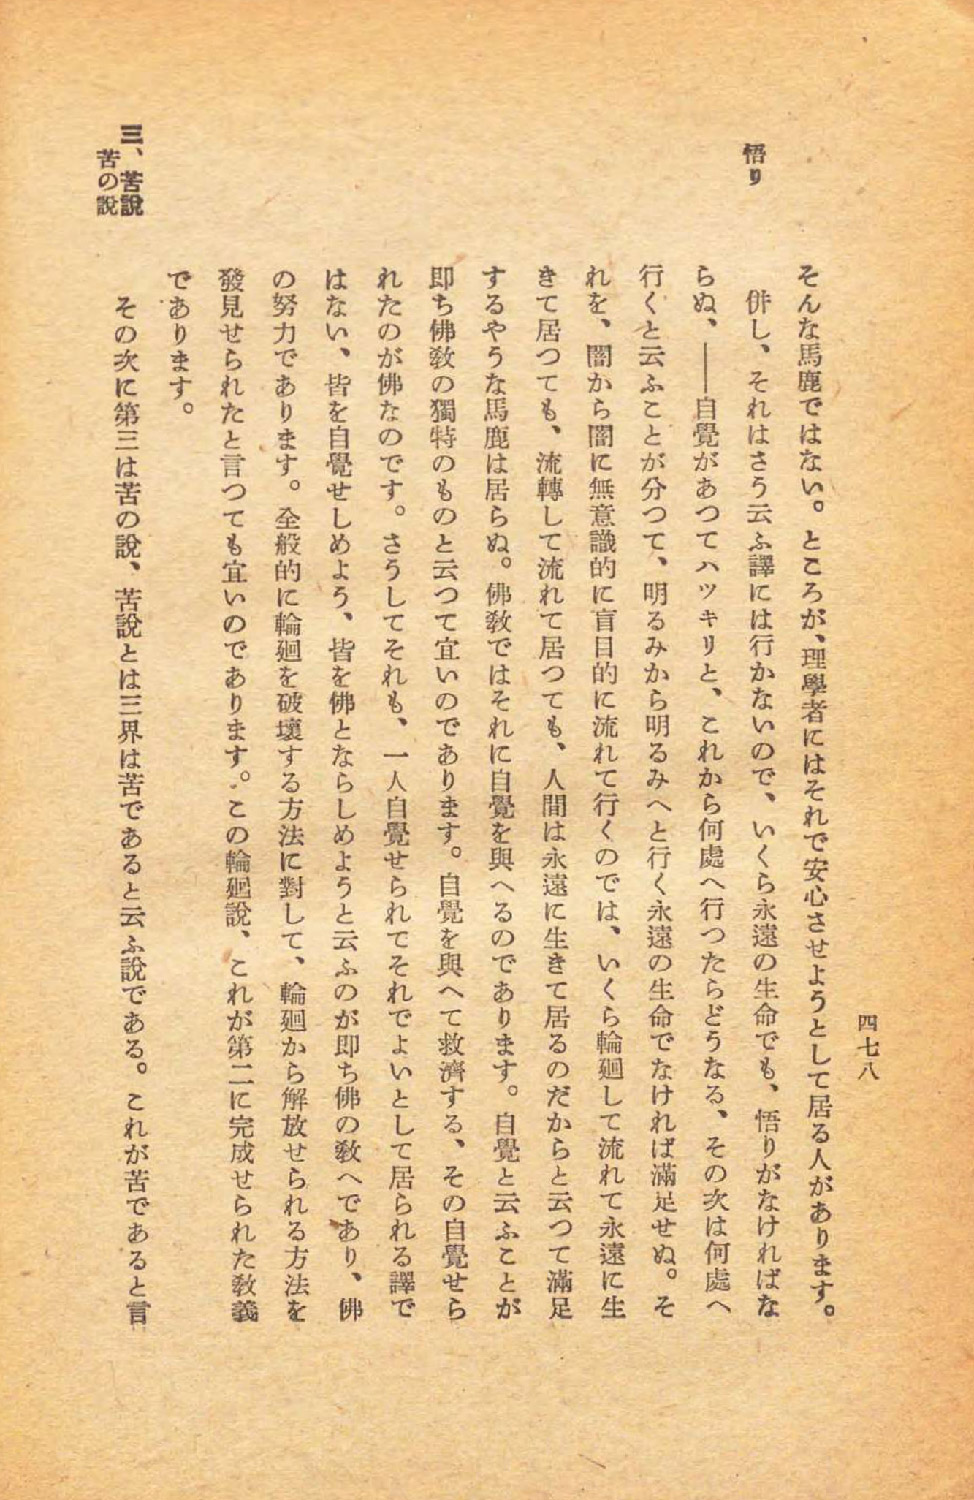 四七八
悟り
そんな馬鹿ではない。ところが、理學者にはそれで安心させようとして居る人があります。
併し、それはさう云ふ譯には行かないので、いくら永遠の生命でも、悟りがなければな
らぬ、――自覺があつてハツキリと、これから何處へ行つたらどうなる、その次は何處へ
行くと云ふことが分つて、明るみから明るみへと行く永遠の生命でなければ滿足せぬ。そ
れを、闇から闇に無意識的に盲目的に流れて行くのでは、いくら輪廻して流れて永遠に生
きて居つても、流轉して流れて居つても、人間は永遠に生きて居るのだからと云つて滿足
するやうな馬鹿は居らぬ。佛敎ではそれに自覺を與へるのであります。自覺と云ふことが
卽ち佛敎の獨特のものと云つて宜いのであります。自覺を與へて救濟する、その自覺せら
れたのが佛なのです。さうしてそれも、一人自覺せられてそれでよいとして居られる譯で
はない、皆を自覺せしめよう、皆を佛とならしめようと云ふのが卽ち佛の敎へであり、佛
の努力であります。全般的に輪廻を破壞する方法に對して、輪廻から解放せられる方法を
發見せられたと言つても宜いのであります。この輪廻說、これが第二に完成せられた敎義
であります。
三、苦說
苦の說
その次に第三は苦の說、苦說とは三界は苦であると云ふ說である。これが苦であると言